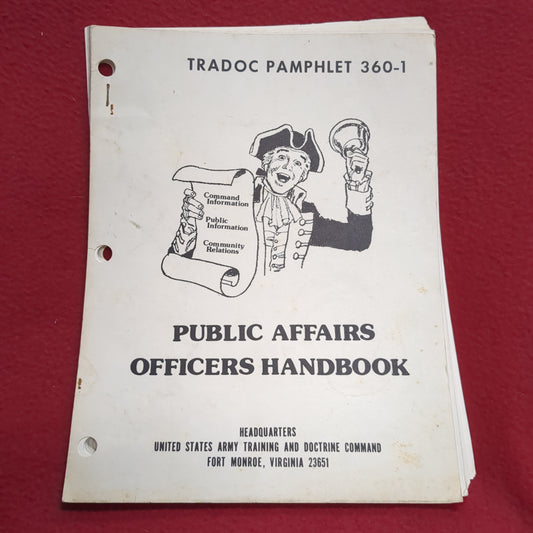 TRADOC PAMPHLET 360-1
Command
Information
Public
Information
Community
Relations
PUBLIC AFFAIRS
OFFICERS HANDBOOK
HEADQUARTERS
UNITED STATES ARMY TRAINING AND DOCTRINE COMMAND
FORT MONROE, VIRGINIA 23651